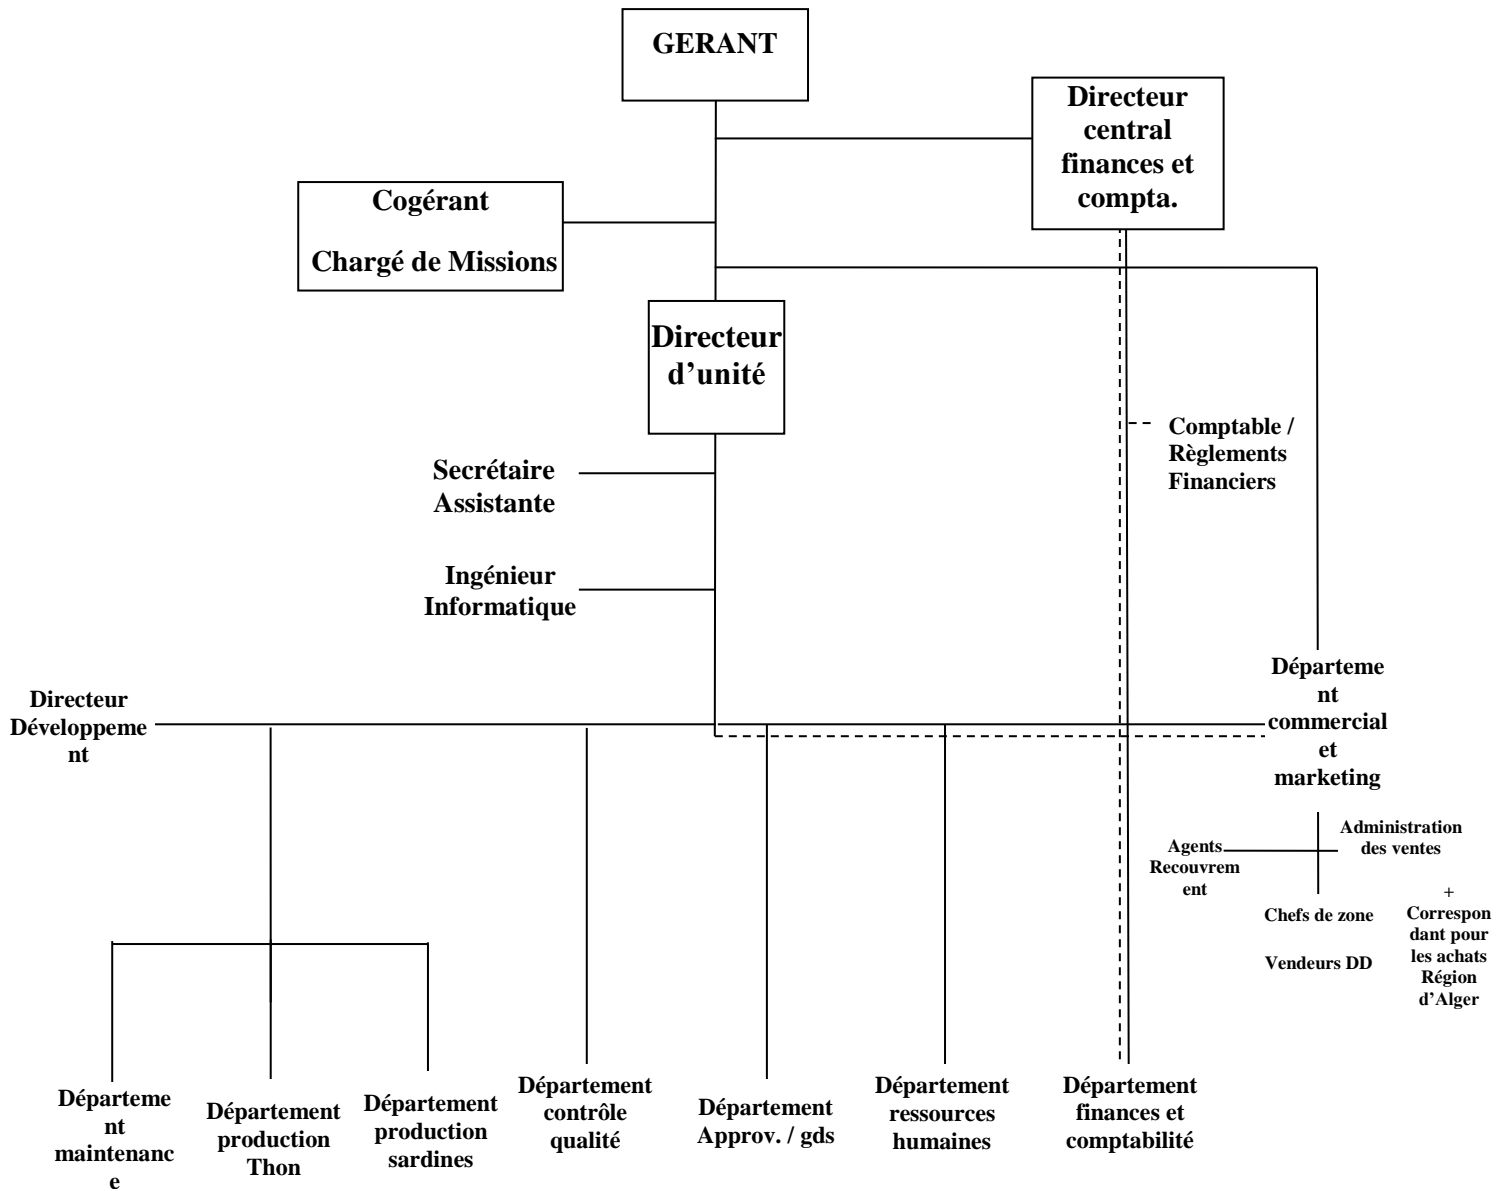 GERANT
Directeur
central
finances et
compta.
Cogérant
Chargé de Missions
Directeur
d’unité
Comptable /
Règlements
Financiers
Secrétaire
Assistante
Ingénieur
Informatique
Directeur
Développeme
nt
Départeme
nt
commercial
et
marketing
Agents
Recouvrem
ent
Administration
des ventes
Chefs de zone
Vendeurs DD
+
Correspon
dant pour
les achats
Région
d’Alger
Départeme
nt
maintenanc
e
Département
production
Thon
Département
production
sardines
Département
contrôle
qualité
Département
Approv. / gds
Département
ressources
humaines
Département
finances et
comptabilité